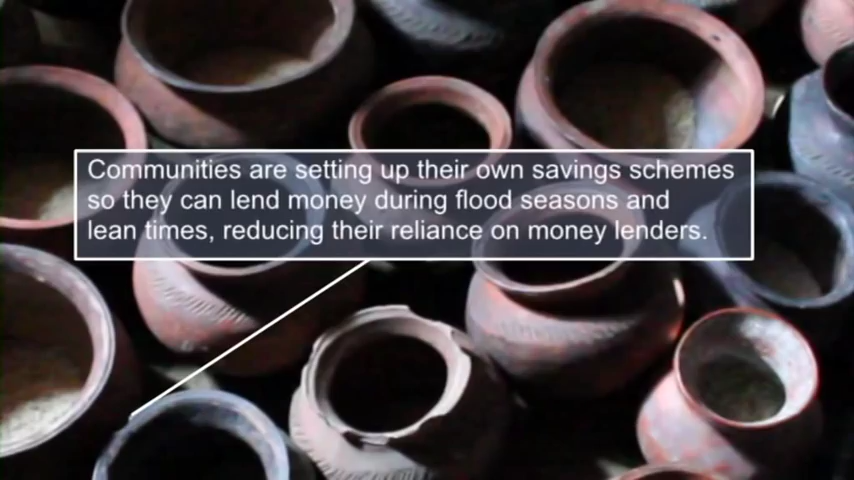 Communities are setting up their own savings schemes
so they can lend money during flood seasons and
lean times, reducing their reliance on money lenders.